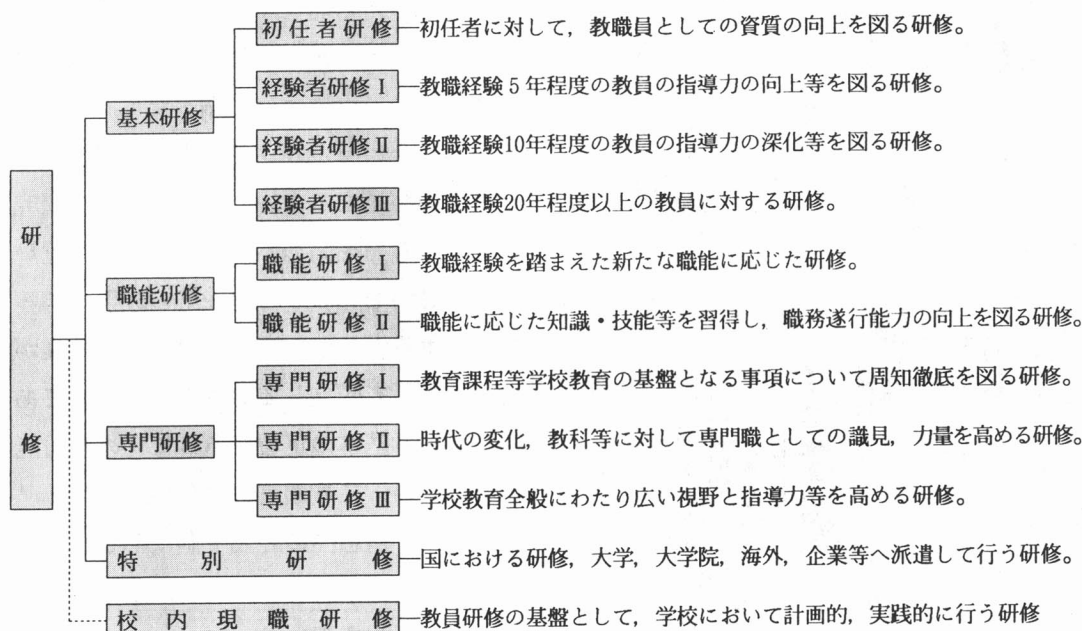 研修
基本研修
初任者研修 初任者に対して，教職員としての資質の向上を図る研修。
経験者研修Ⅰ 教職経験5年程度の教員の指導力の向上等を図る研修。
経験者研修Ⅱ 教職経験10年程度の教員の指導力の深化等を図る研修。
経験者研修Ⅲ 教職経験20年程度以上の教員に対する研修。
職能研修
職能研修Ⅰ 教職経験を踏まえた新たな職能に応じた研修。
職能研修Ⅱ 職能に応じた知識・技能等を習得し，職務遂行能力の向上を図る研修。
専門研修
専門研修Ⅰ 教育課程等学校教育の基盤となる事項について周知徹底を図る研修。
専門研修Ⅱ 時代の変化，教科等に対して専門職としての識見，力量を高める研修。
専門研修Ⅲ 学校教育全般にわたり広い視野と指導力等を高める研修。
特別研修 国における研修，大学，大学院，海外，企業等へ派遣して行う研修。
校内現職研修 教員研修の基盤として，学校において計画的，実践的に行う研修